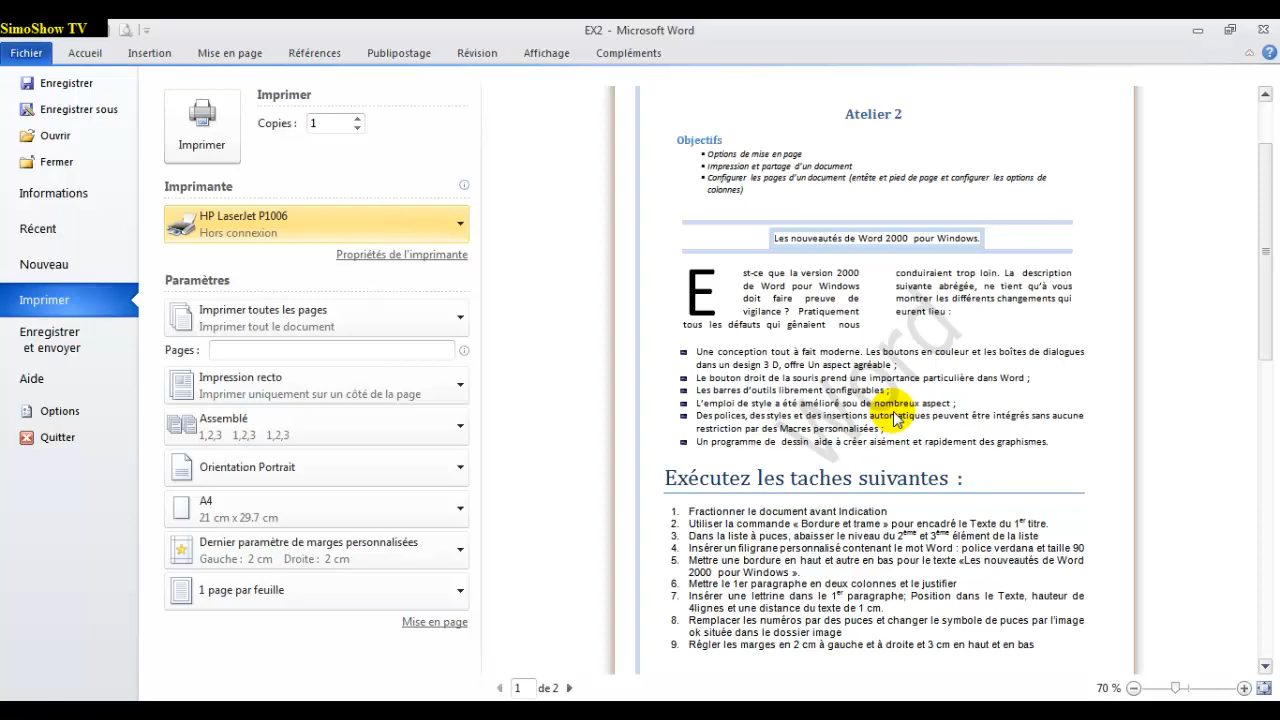 SimoShow TV
EX2 - Microsoft Word
Fichier Accueil Insertion Mise en page Références Publipostage Révision Affichage Compléments
Enregistrer
Enregistrer sous
Ouvrir
Fermer
Informations
Récent
Nouveau
Imprimer
Enregistrer
et envoyer
Aide
Options
Quitter
Imprimer
Imprimer
Copies : 1
Imprimante
HP LaserJet P1006
Hors connexion
Propriétés de l'imprimante
Paramètres
Imprimer toutes les pages
Imprimer tout le document
Pages :
Impression recto
Imprimer uniquement sur un côté de la page
Assemblé
1,2,3 1,2,3 1,2,3
Orientation Portrait
A4
21 cm x 29.7 cm
Dernier paramètre de marges personnalisées
Gauche : 2 cm Droite : 2 cm
1 page par feuille
Mise en page
Atelier 2
Objectifs
▪ Options de mise en page
▪ Impression et partage d'un document
▪ Configurer les pages d'un document (entête et pied de page et configurer les options de
colonnes)
Les nouveautés de Word 2000 pour Windows.
E
st-ce que la version 2000
de Word pour Windows
doit faire preuve de
vigilance ? Pratiquement
tous les défauts qui gênaient nous
conduiraient trop loin. La description
suivante abrégée, ne tient qu'à vous
montrer les différents changements qui
eurent lieu :
Word
Une conception tout à fait moderne. Les boutons en couleur et les boîtes de dialogues
dans un design 3 D, offre Un aspect agréable ;
Le bouton droit de la souris prend une importance particulière dans Word ;
Les barres d'outils librement configurables ;
L'emploi de style a été amélioré sou de nombreux aspect ;
Des polices, des styles et des insertions automatiques peuvent être intégrés sans aucune
restriction par des Macres personnalisées ;
Un programme de dessin aide à créer aisément et rapidement des graphismes.
Exécutez les taches suivantes :
1. Fractionner le document avant Indication
2. Utiliser la commande « Bordure et trame » pour encadré le Texte du 1er titre.
3. Dans la liste à puces, abaisser le niveau du 2ème et 3ème élément de la liste
4. Insérer un filigrane personnalisé contenant le mot Word : police verdana et taille 90
5. Mettre une bordure en haut et autre en bas pour le texte «Les nouveautés de Word
2000 pour Windows ».
6. Mettre le 1er paragraphe en deux colonnes et le justifier
7. Insérer une lettrine dans le 1er paragraphe; Position dans le Texte, hauteur de
4lignes et une distance du texte de 1 cm.
8. Remplacer les numéros par des puces et changer le symbole de puces par l'image
ok située dans le dossier image
9. Régler les marges en 2 cm à gauche et à droite et 3 cm en haut et en bas
1 de 2
70 %